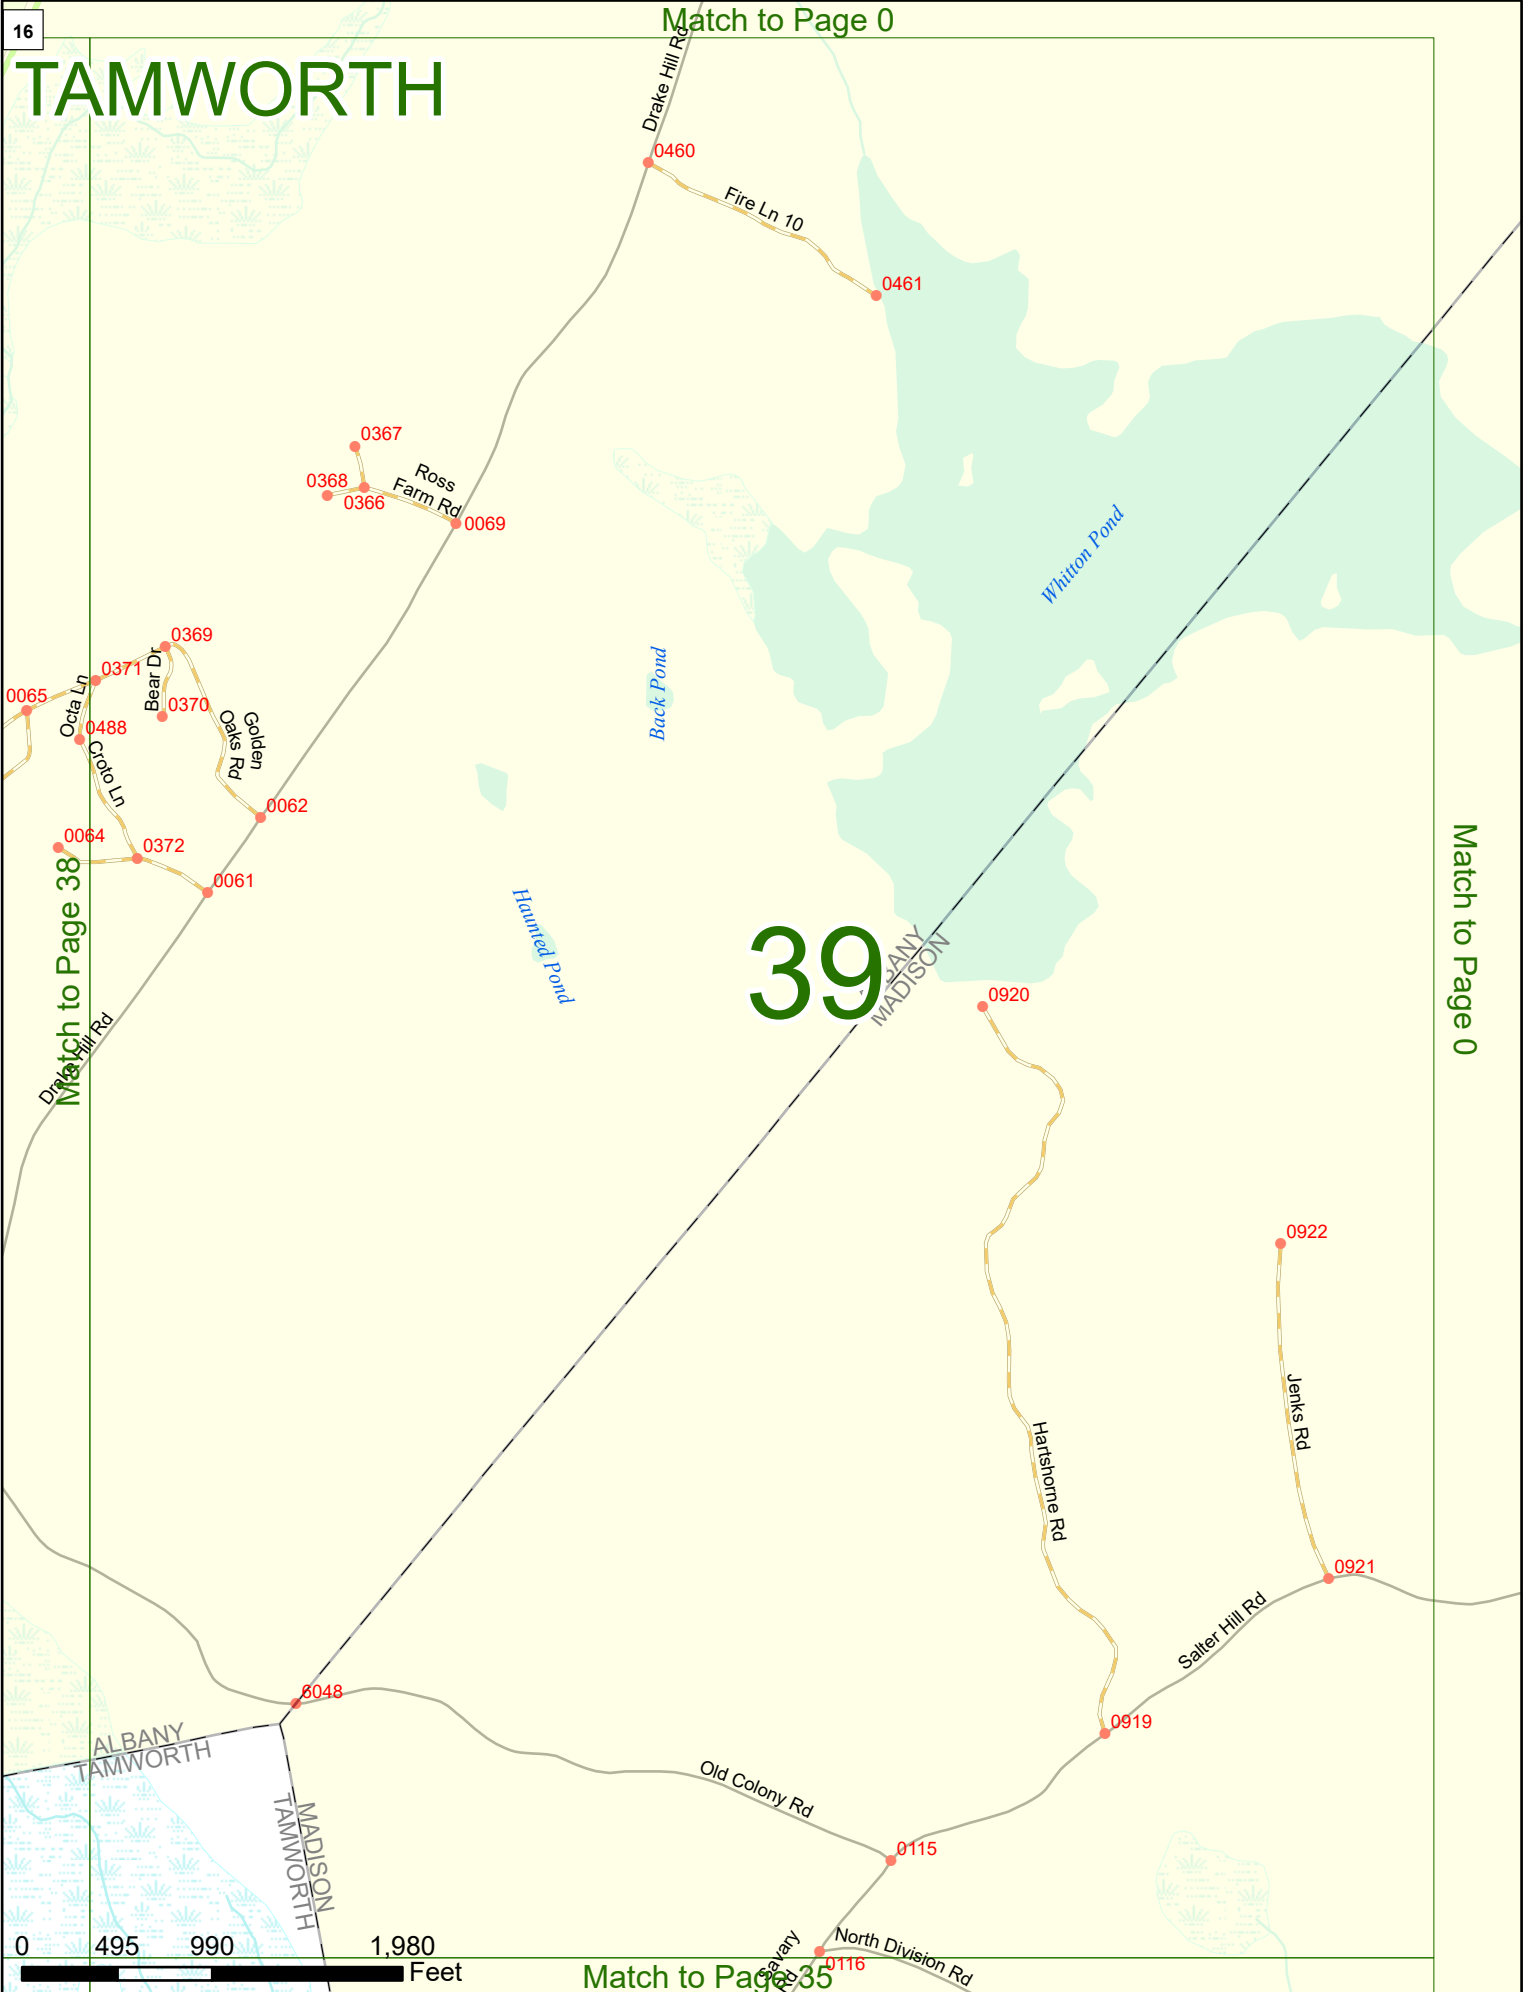 Match to Page 0
16
TAMWORTH
Drake Hill Rd
0460
Fire Ln 10
0461
0367
Ross
Farm Rd
0368
0366
0069
Whitton Pond
0369
0371
Bear Dr
Back Pond
0065
Octa Ln
0370
0488
Golden
Oaks Rd
Croto Ln
0062
0064
0372
0061
Match to Page 38
Match to Page 0
Haunted Pond
39
MADISON
0920
Drake Hill Rd
0922
Jenks Rd
Hartshorne Rd
0921
Salter Hill Rd
6048
0919
ALBANY
TAMWORTH
Old Colony Rd
MADISON
TAMWORTH
0115
Savary
Rd
North Division Rd
0116
0 495 990 1,980
Feet
Match to Page 35